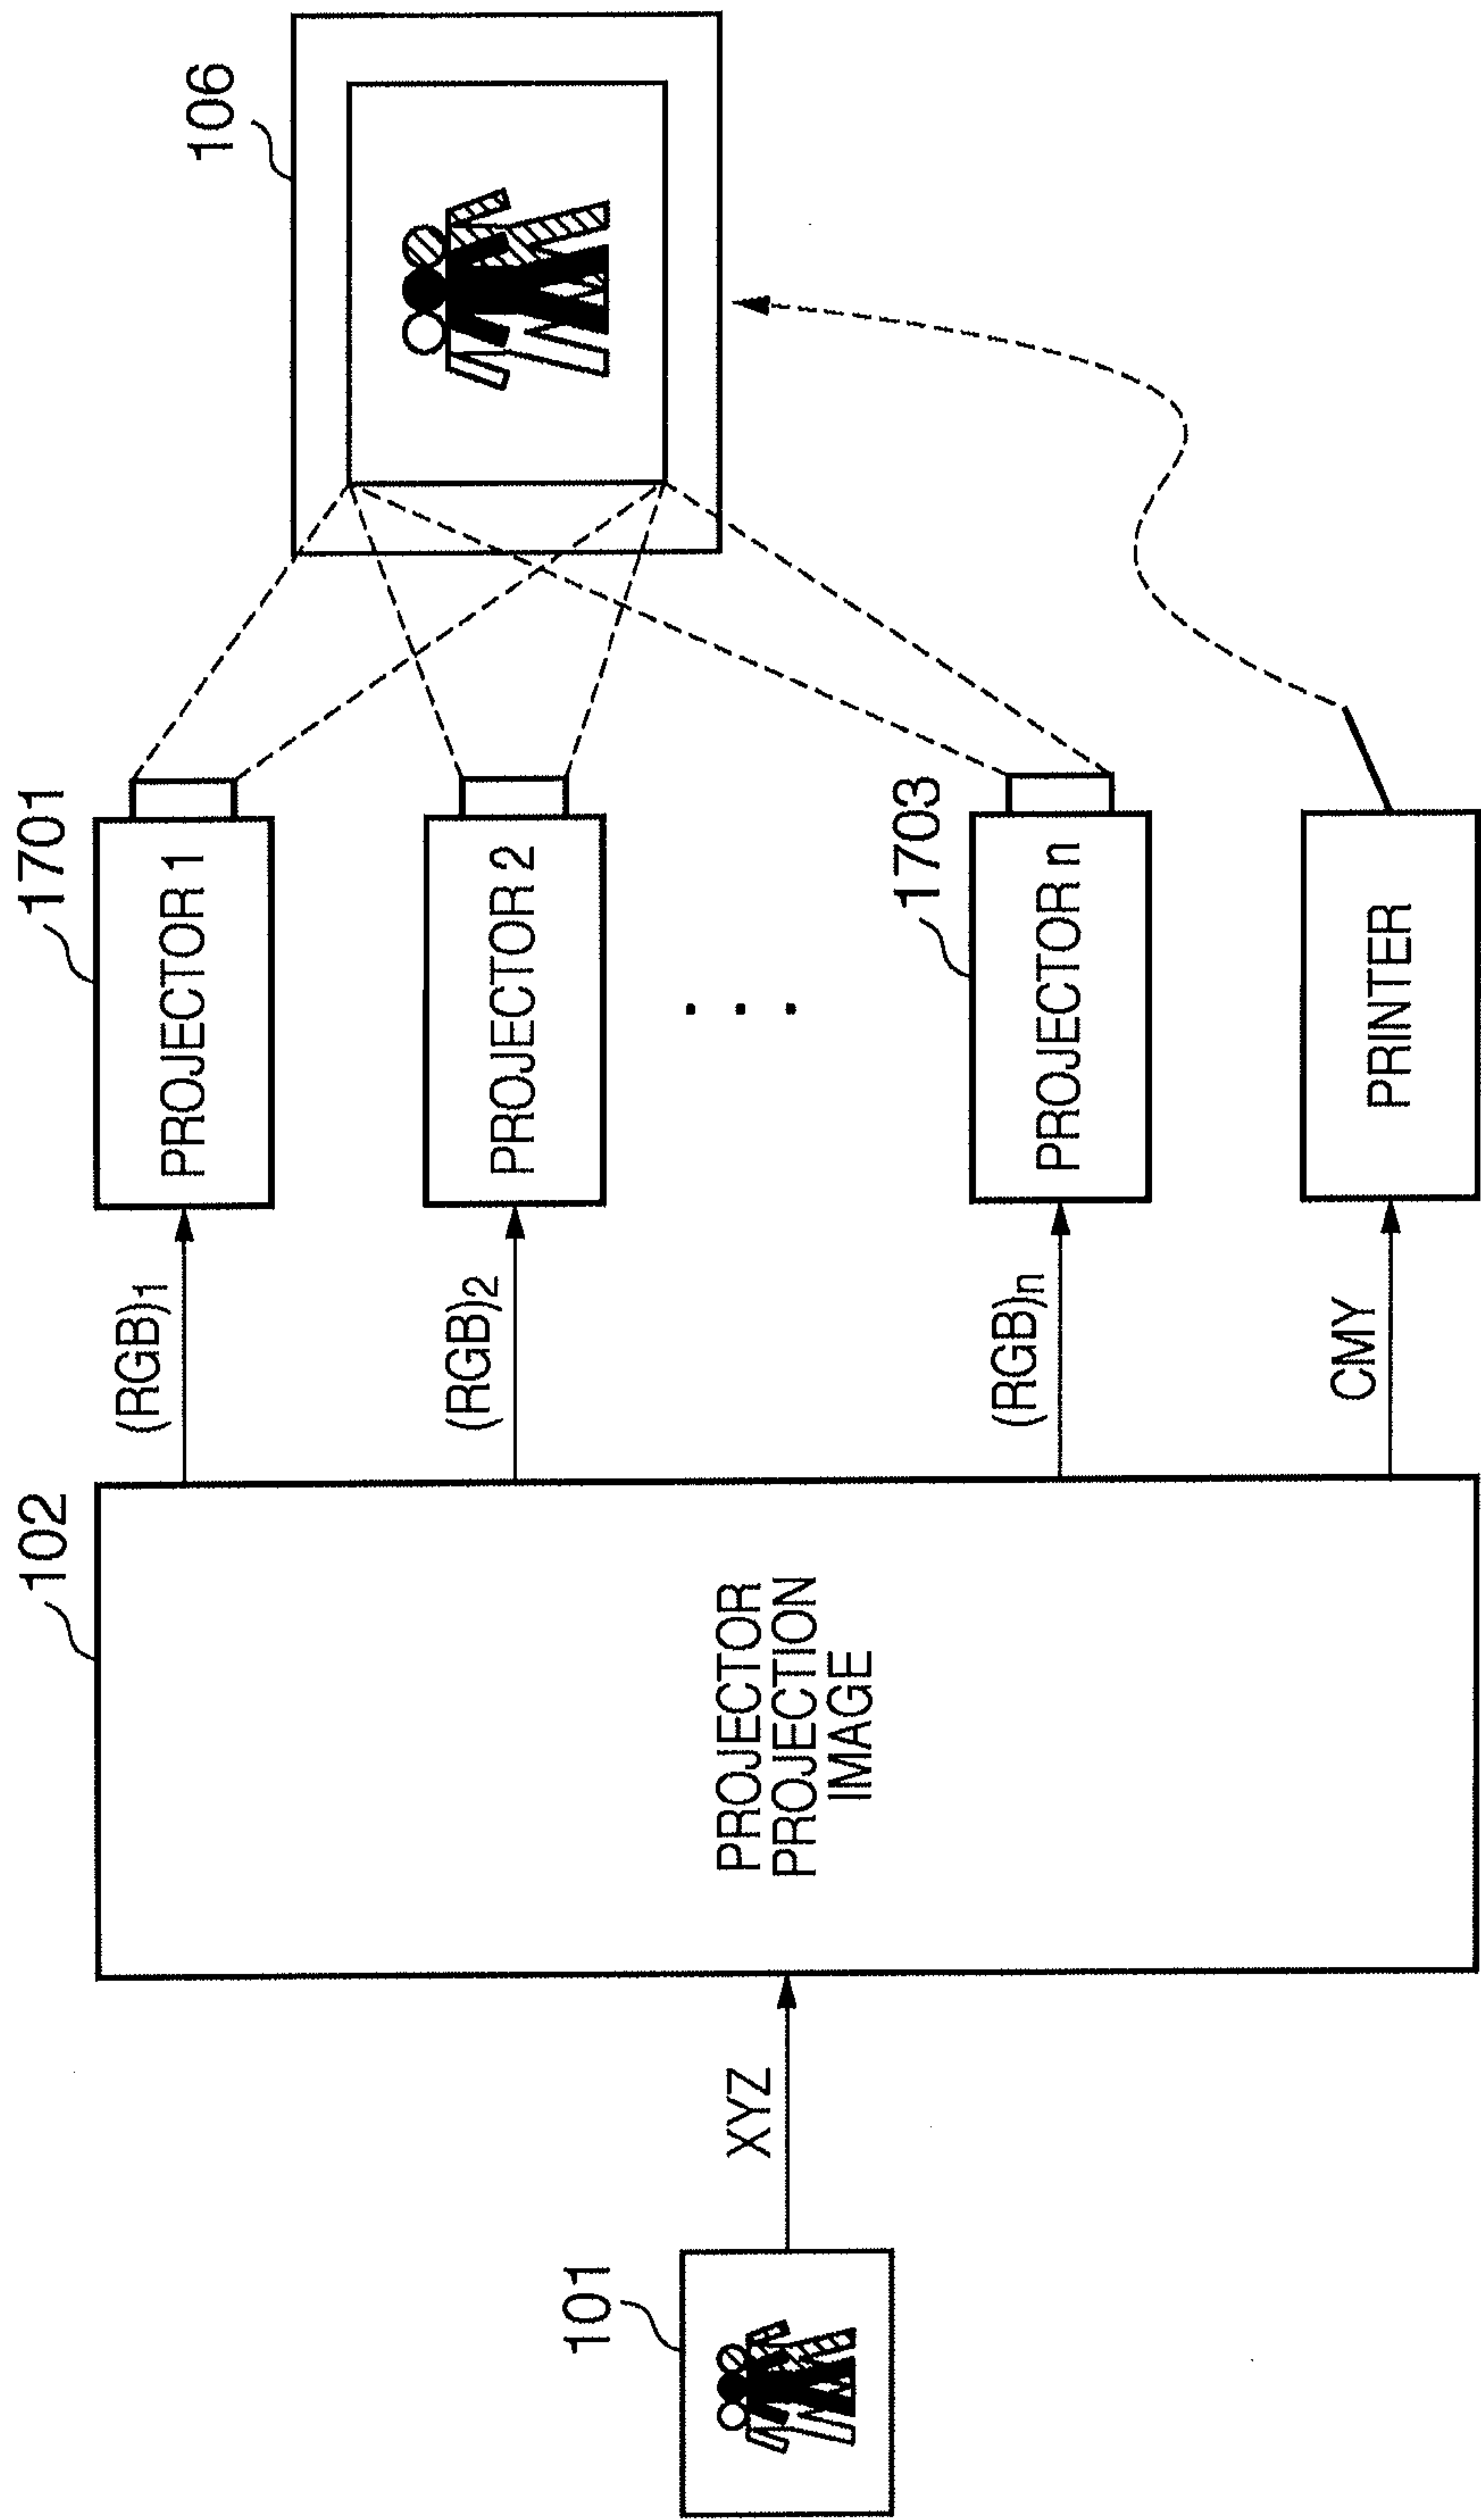 101
XYZ
102
PROJECTOR
PROJECTION
IMAGE
(RGB)1
(RGB)2
(RGB)n
CMY
1701
PROJECTOR 1
PROJECTOR 2
. . .
1703
PROJECTOR n
PRINTER
106